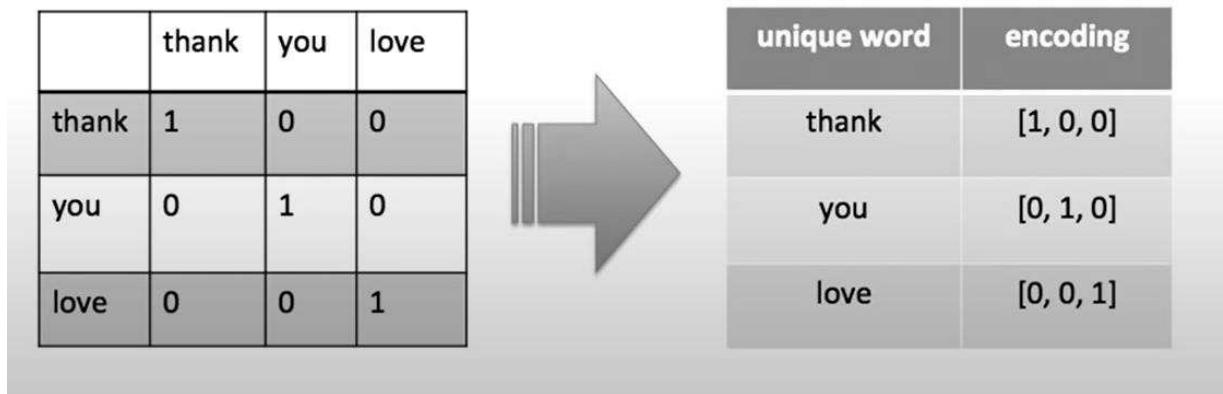 thank you love
thank 1 0 0
you 0 1 0
love 0 0 1
unique word encoding
thank [1, 0, 0]
you [0, 1, 0]
love [0, 0, 1]